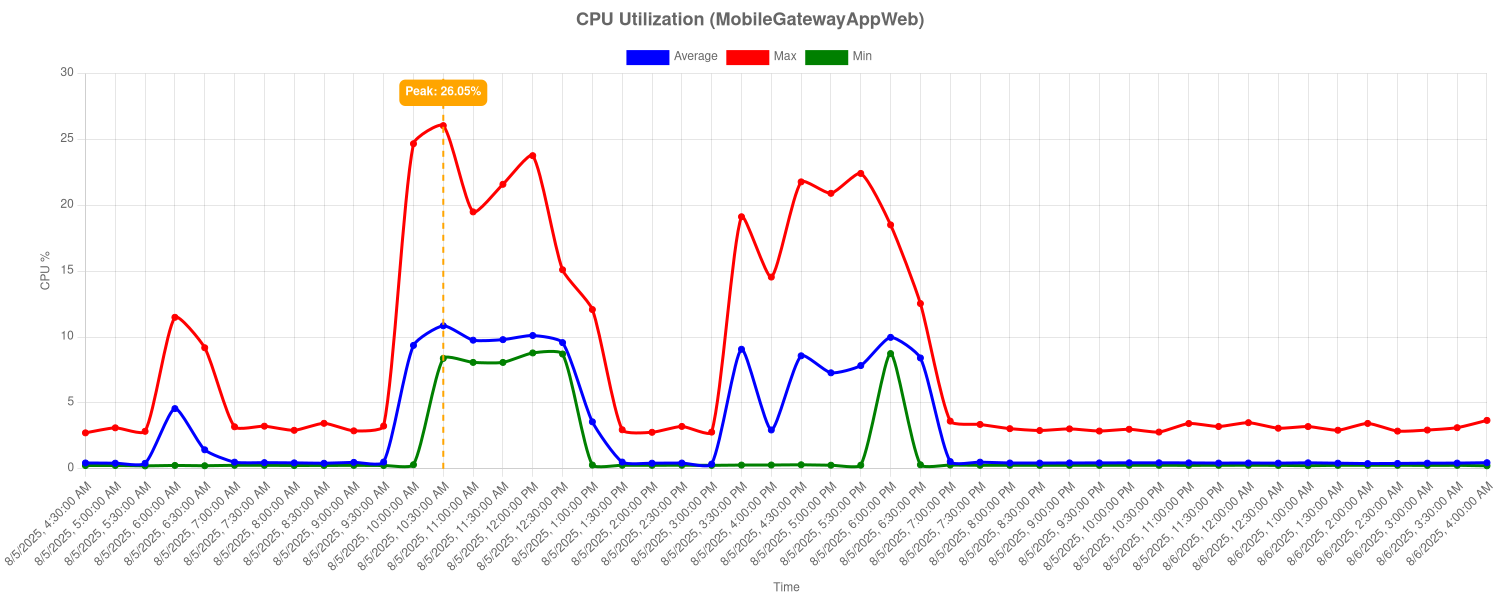 CPU Utilization (MobileGatewayAppWeb)
Average Max Min
Peak: 26.05%
CPU %
30
25
20
15
10
5
0
8/5/2025, 4:30:00 AM
8/5/2025, 5:00:00 AM
8/5/2025, 5:30:00 AM
8/5/2025, 6:00:00 AM
8/5/2025, 6:30:00 AM
8/5/2025, 7:00:00 AM
8/5/2025, 7:30:00 AM
8/5/2025, 8:00:00 AM
8/5/2025, 8:30:00 AM
8/5/2025, 9:00:00 AM
8/5/2025, 9:30:00 AM
8/5/2025, 10:00:00 AM
8/5/2025, 10:30:00 AM
8/5/2025, 11:00:00 AM
8/5/2025, 11:30:00 AM
8/5/2025, 12:00:00 PM
8/5/2025, 12:30:00 PM
8/5/2025, 1:00:00 PM
8/5/2025, 1:30:00 PM
8/5/2025, 2:00:00 PM
8/5/2025, 2:30:00 PM
8/5/2025, 3:00:00 PM
8/5/2025, 3:30:00 PM
8/5/2025, 4:00:00 PM
8/5/2025, 4:30:00 PM
8/5/2025, 5:00:00 PM
8/5/2025, 5:30:00 PM
8/5/2025, 6:00:00 PM
8/5/2025, 6:30:00 PM
8/5/2025, 7:00:00 PM
8/5/2025, 7:30:00 PM
8/5/2025, 8:00:00 PM
8/5/2025, 8:30:00 PM
8/5/2025, 9:00:00 PM
8/5/2025, 9:30:00 PM
8/5/2025, 10:00:00 PM
8/5/2025, 10:30:00 PM
8/5/2025, 11:00:00 PM
8/5/2025, 11:30:00 PM
8/6/2025, 12:00:00 AM
8/6/2025, 12:30:00 AM
8/6/2025, 1:00:00 AM
8/6/2025, 1:30:00 AM
8/6/2025, 2:00:00 AM
8/6/2025, 2:30:00 AM
8/6/2025, 3:00:00 AM
8/6/2025, 3:30:00 AM
8/6/2025, 4:00:00 AM
Time